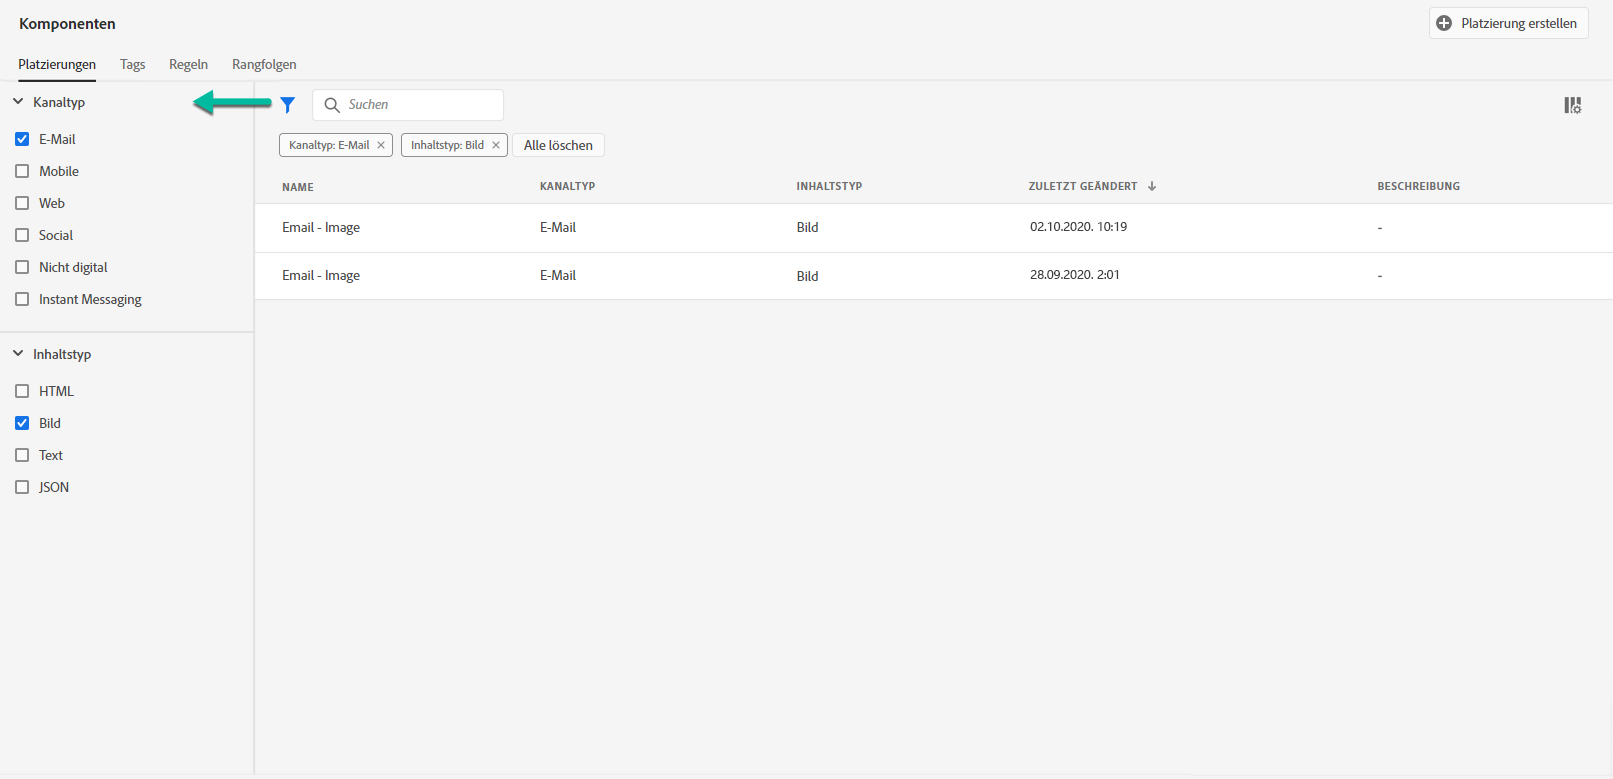 Komponenten
Platzierung erstellen
Platzierungen Tags Regeln Rangfolgen
Kanaltyp
E-Mail
Mobile
Web
Social
Nicht digital
Instant Messaging
Inhaltstyp
HTML
Bild
Text
JSON
Suchen
Kanaltyp: E-Mail Inhaltstyp: Bild Alle löschen
NAME KANALTYP INHALTSTYP ZULETZT GEÄNDERT BESCHREIBUNG
Email - Image E-Mail Bild 02.10.2020. 10:19 -
Email - Image E-Mail Bild 28.09.2020. 2:01 -